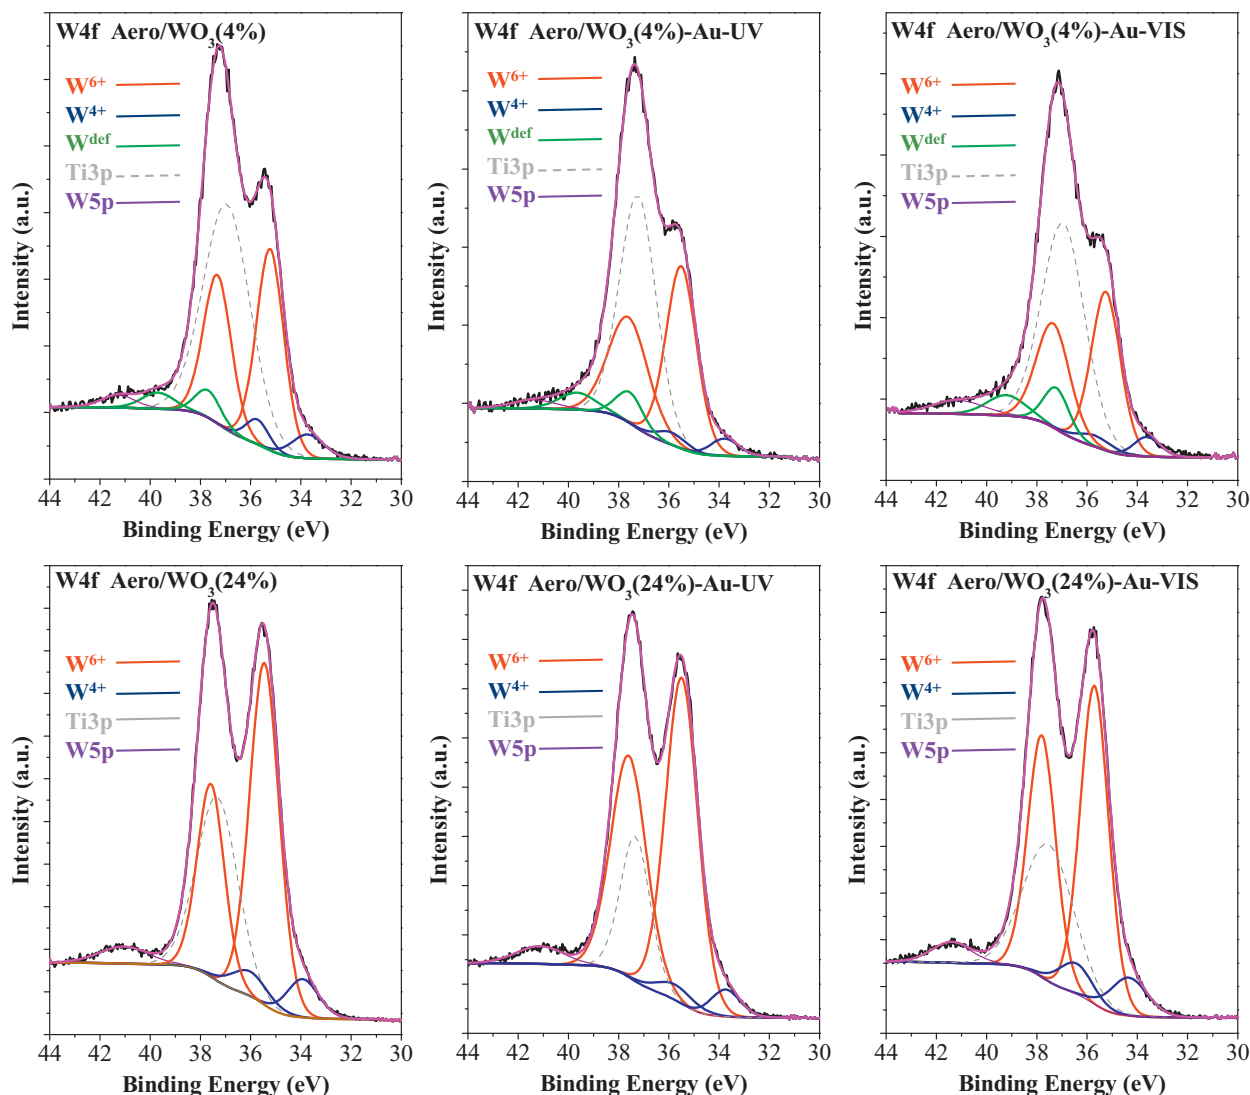 W4f Aero/WO3(4%)
W6+
W4+
Wdef
Ti3p
W5p
Intensity (a.u.)
44 42 40 38 36 34 32 30
Binding Energy (eV)
W4f Aero/WO3(4%)-Au-UV
W6+
W4+
Wdef
Ti3p
W5p
Intensity (a.u.)
44 42 40 38 36 34 32 30
Binding Energy (eV)
W4f Aero/WO3(4%)-Au-VIS
W6+
W4+
Wdef
Ti3p
W5p
Intensity (a.u.)
44 42 40 38 36 34 32 30
Binding Energy (eV)
W4f Aero/WO3(24%)
W6+
W4+
Ti3p
W5p
Intensity (a.u.)
44 42 40 38 36 34 32 30
Binding Energy (eV)
W4f Aero/WO3(24%)-Au-UV
W6+
W4+
Ti3p
W5p
Intensity (a.u.)
44 42 40 38 36 34 32 30
Binding Energy (eV)
W4f Aero/WO3(24%)-Au-VIS
W6+
W4+
Ti3p
W5p
Intensity (a.u.)
44 42 40 38 36 34 32 30
Binding Energy (eV)